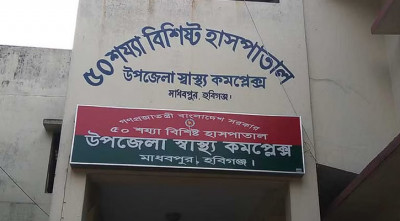 ৫০ শয্যা বিশিষ্ট হাসপাতাল
উপজেলা স্বাস্থ্য কমপ্লেক্স
মাধবপুর, হবিগঞ্জ।
গণপ্রজাতন্ত্রী বাংলাদেশ সরকার
৫০ শয্যা বিশিষ্ট হাসপাতাল
উপজেলা স্বাস্থ্য কমপ্লেক্স
মাধবপুর, হবিগঞ্জ।